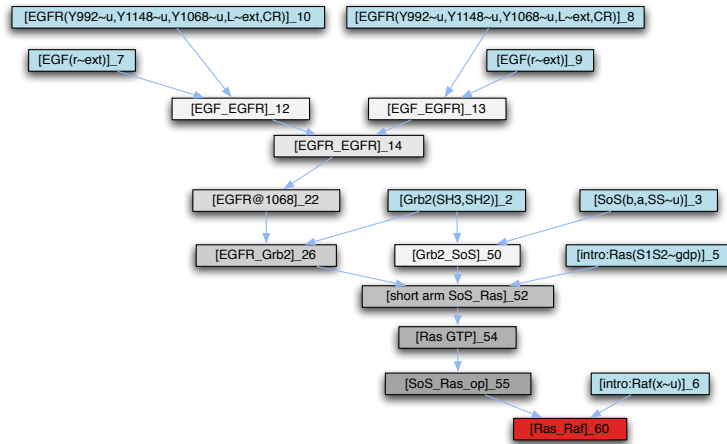 [EGFR(Y992~u,Y1148~u,Y1068~u,L~ext,CR)]_10
[EGFR(Y992~u,Y1148~u,Y1068~u,L~ext,CR)]_8
[EGF(r~ext)]_7
[EGF(r~ext)]_9
[EGF_EGFR]_12
[EGF_EGFR]_13
[EGFR_EGFR]_14
[EGFR@1068]_22
[Grb2(SH3,SH2)]_2
[SoS(b,a,SS~u)]_3
[EGFR_Grb2]_26
[Grb2_SoS]_50
[intro:Ras(S1S2~gdp)]_5
[short arm SoS_Ras]_52
[Ras GTP]_54
[SoS_Ras_op]_55
[intro:Raf(x~u)]_6
[Ras_Raf]_60